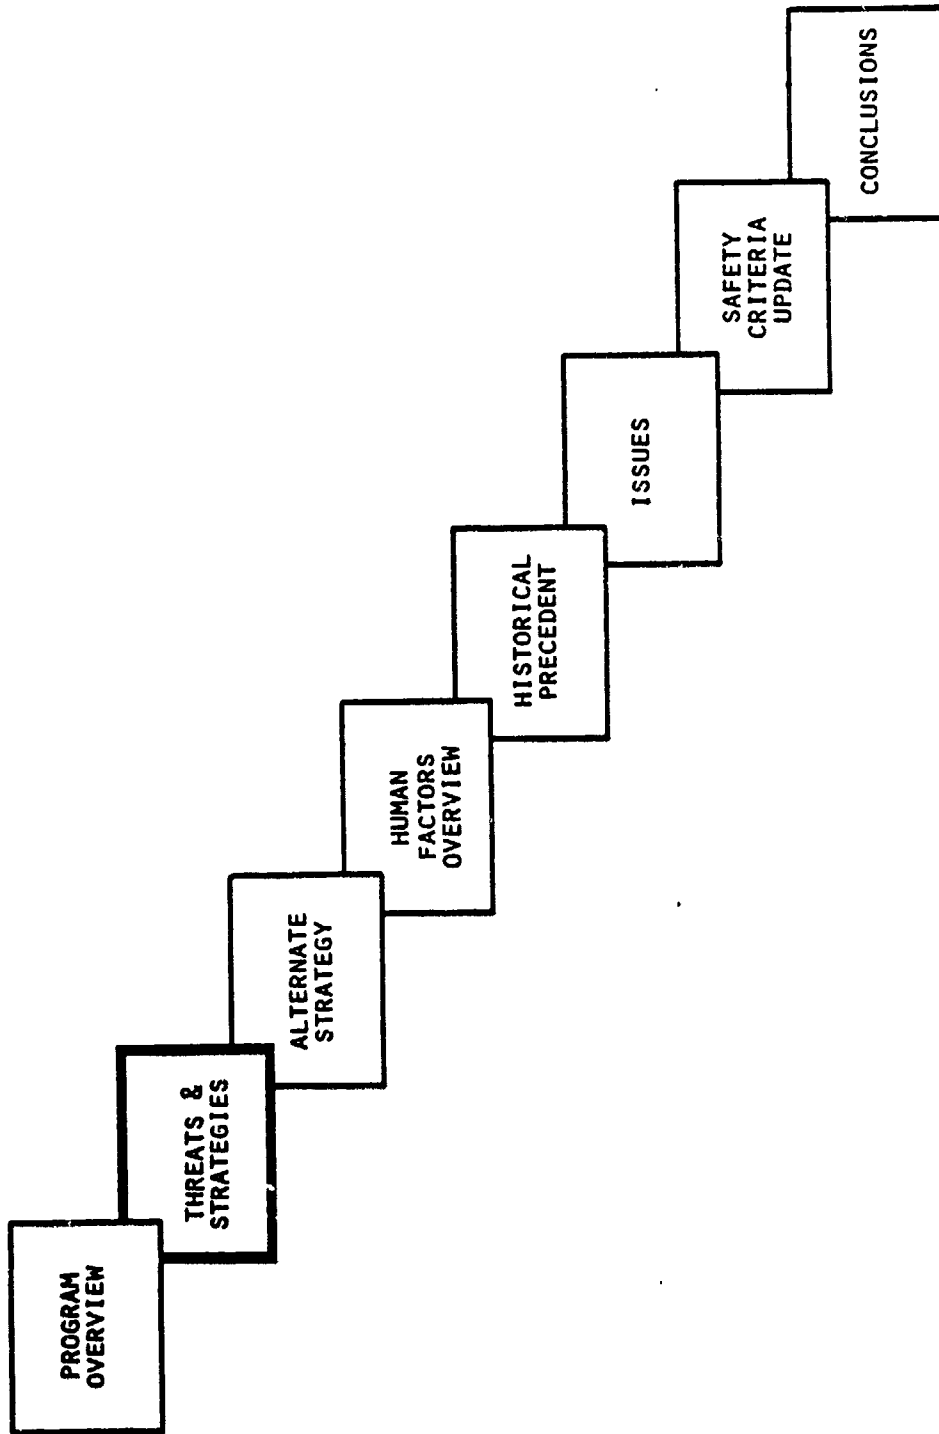 PROGRAM
OVERVIEW
THREATS &
STRATEGIES
ALTERNATE
STRATEGY
HUMAN
FACTORS
OVERVIEW
HISTORICAL
PRECEDENT
ISSUES
SAFETY
CRITERIA
UPDATE
CONCLUSIONS